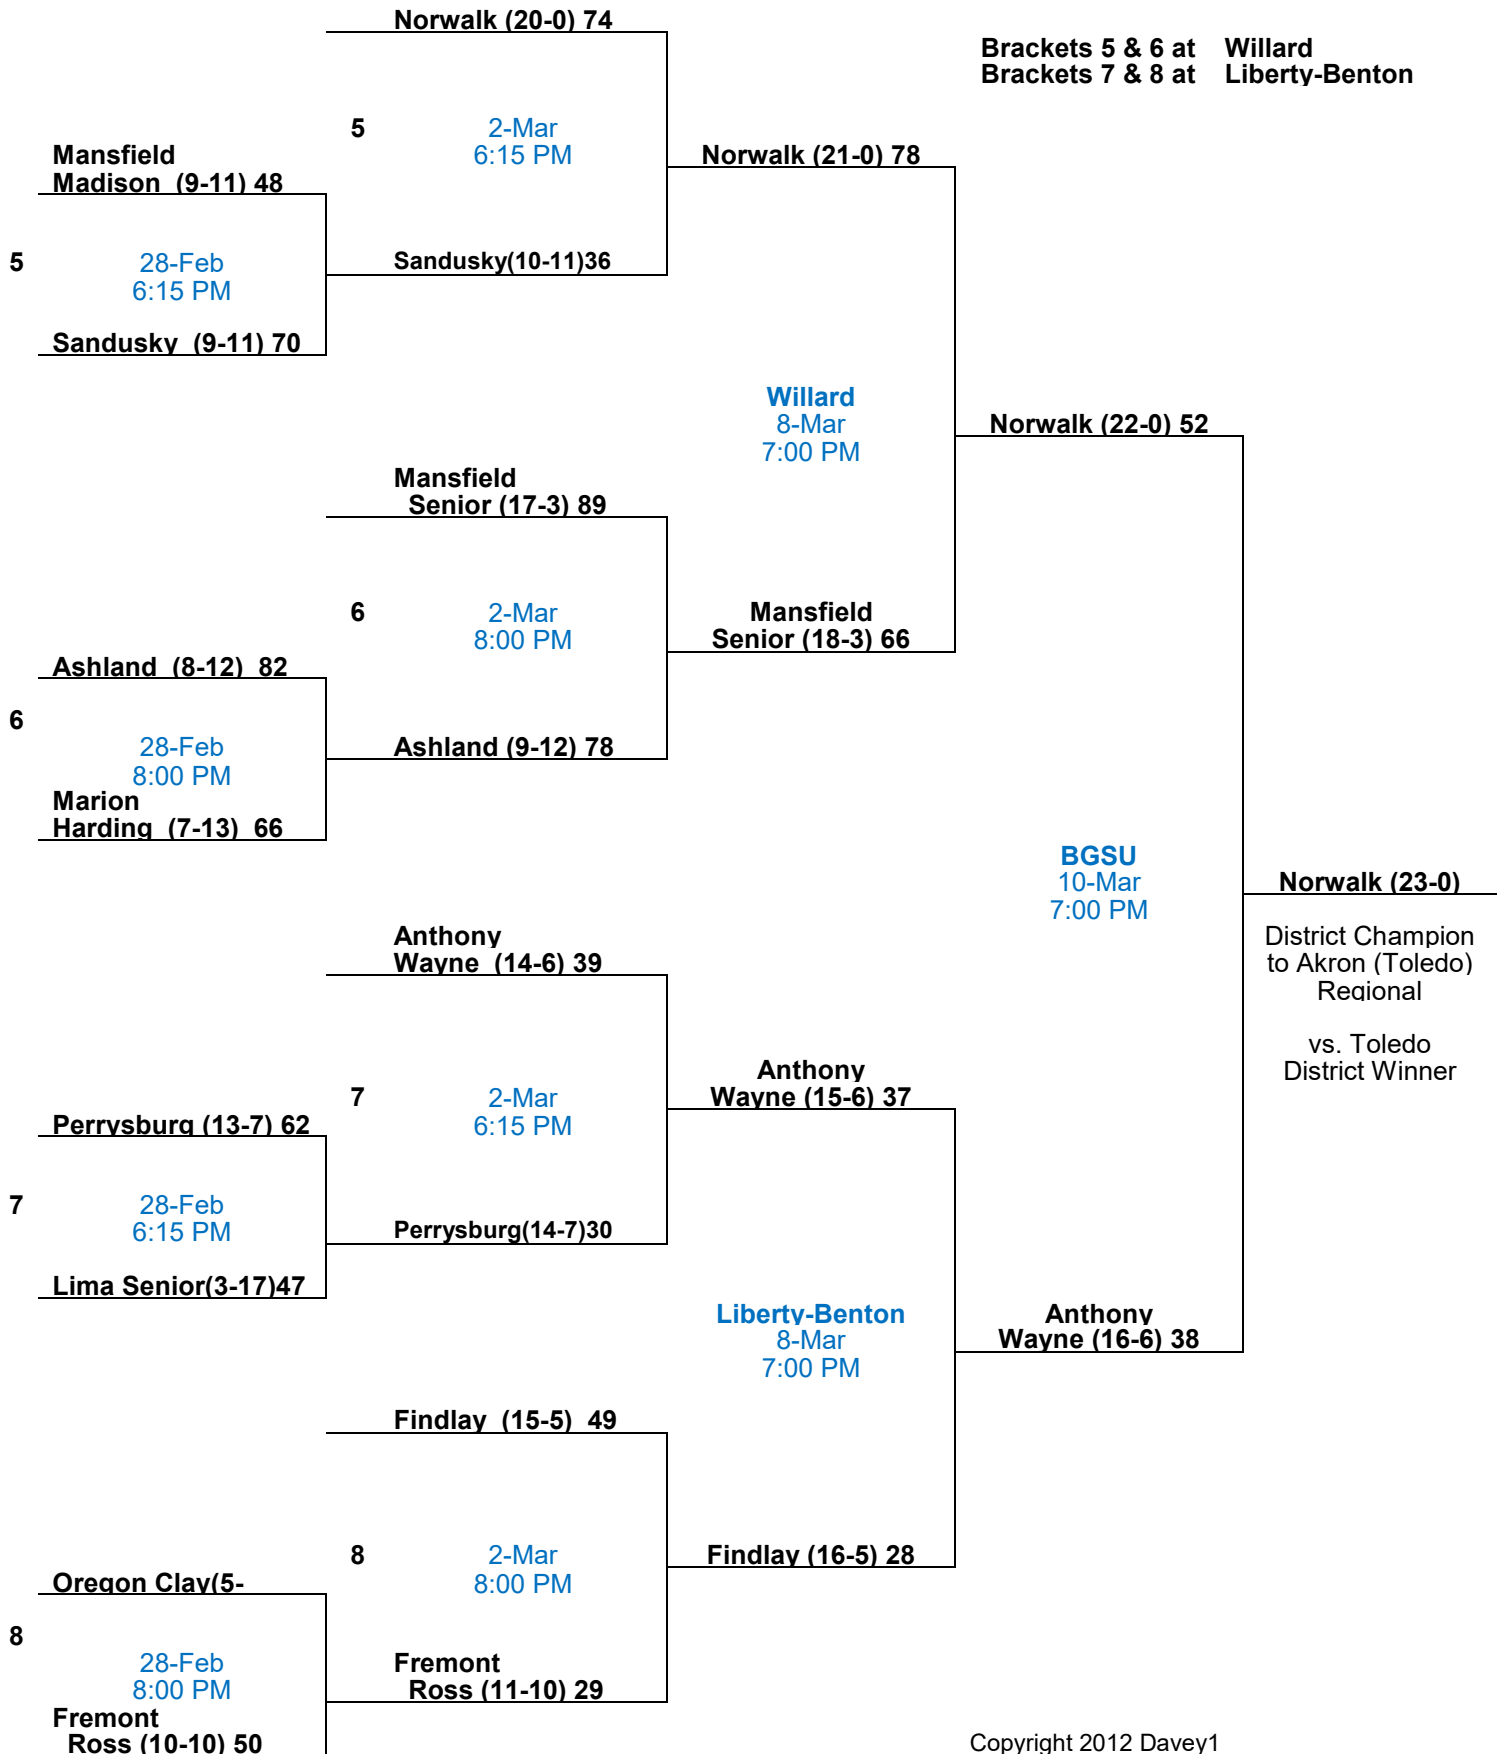 Norwalk (20-0) 74
Brackets 5 & 6 at Willard
Brackets 7 & 8 at Liberty-Benton
5
2-Mar
6:15 PM
Mansfield
Madison (9-11) 48
Norwalk (21-0) 78
5
28-Feb
6:15 PM
Sandusky(10-11)36
Sandusky (9-11) 70
Willard
8-Mar
7:00 PM
Norwalk (22-0) 52
Mansfield
Senior (17-3) 89
6
2-Mar
8:00 PM
Mansfield
Senior (18-3) 66
Ashland (8-12) 82
6
28-Feb
8:00 PM
Ashland (9-12) 78
Marion
Harding (7-13) 66
BGSU
10-Mar
7:00 PM
Norwalk (23-0)
District Champion
to Akron (Toledo)
Regional
vs. Toledo
District Winner
Anthony
Wayne (14-6) 39
7
2-Mar
6:15 PM
Anthony
Wayne (15-6) 37
Perrysburg (13-7) 62
7
28-Feb
6:15 PM
Perrysburg(14-7)30
Lima Senior(3-17)47
Liberty-Benton
8-Mar
7:00 PM
Anthony
Wayne (16-6) 38
Findlay (15-5) 49
8
2-Mar
8:00 PM
Findlay (16-5) 28
Oregon Clay(5-
8
28-Feb
8:00 PM
Fremont
Ross (11-10) 29
Fremont
Ross (10-10) 50
Copyright 2012 Davey1